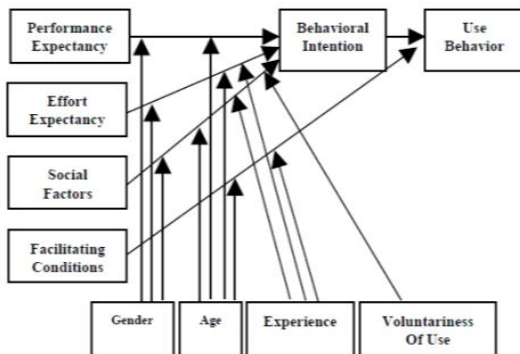 Performance
Expectancy
Behavioral
Intention
Use
Behavior
Effort
Expectancy
Social
Factors
Facilitating
Conditions
Gender
Age
Experience
Voluntariness
Of Use